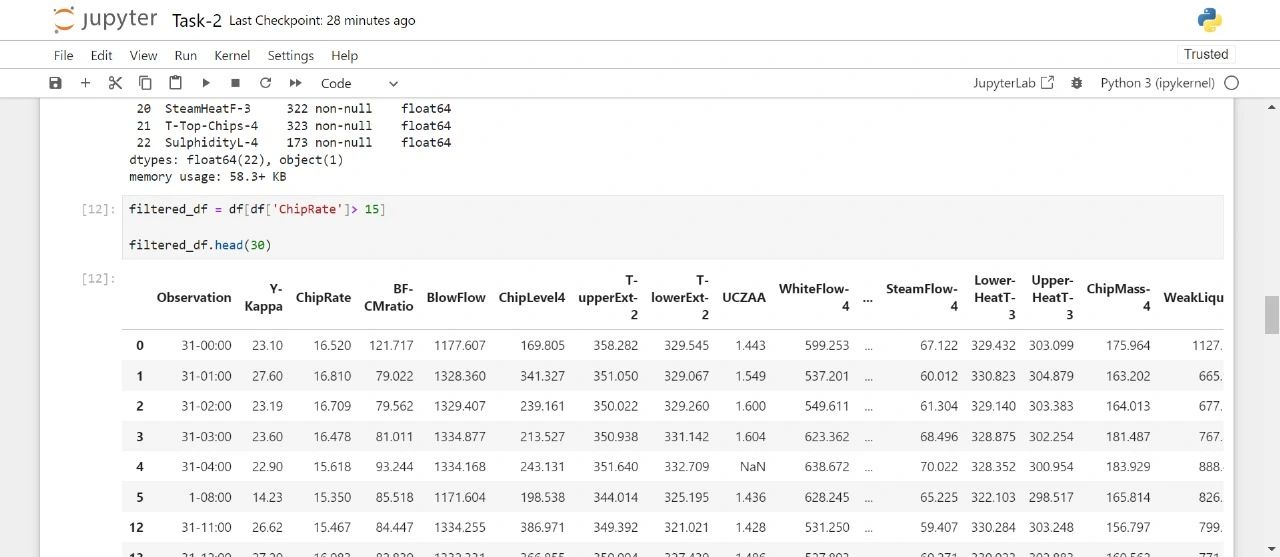 jupyter Task-2 Last Checkpoint: 28 minutes ago
File Edit View Run Kernel Settings Help Trusted
Code JupyterLab Python 3 (ipykernel)
20 SteamHeatF-3 322 non-null float64
21 T-Top-Chips-4 323 non-null float64
22 SulphidityL-4 173 non-null float64
dtypes: float64(22), object(1)
memory usage: 58.3+ KB
[12]: filtered_df = df[df['ChipRate']> 15]
filtered_df.head(30)
[12]:
Observation Y-Kappa ChipRate BF-CMratio BlowFlow ChipLevel4 T-upperExt-2 T-lowerExt-2 UCZAA WhiteFlow-4 ... SteamFlow-4 Lower-HeatT-3 Upper-HeatT-3 ChipMass-4 WeakLiqu
0 31-00:00 23.10 16.520 121.717 1177.607 169.805 358.282 329.545 1.443 599.253 ... 67.122 329.432 303.099 175.964 1127.
1 31-01:00 27.60 16.810 79.022 1328.360 341.327 351.050 329.067 1.549 537.201 ... 60.012 330.823 304.879 163.202 665.
2 31-02:00 23.19 16.709 79.562 1329.407 239.161 350.022 329.260 1.600 549.611 ... 61.304 329.140 303.383 164.013 677.
3 31-03:00 23.60 16.478 81.011 1334.877 213.527 350.938 331.142 1.604 623.362 ... 68.496 328.875 302.254 181.487 767.
4 31-04:00 22.90 15.618 93.244 1334.168 243.131 351.640 332.709 NaN 638.672 ... 70.022 328.352 300.954 183.929 888.
5 1-08:00 14.23 15.350 85.518 1171.604 198.538 344.014 325.195 1.436 628.245 ... 65.225 322.103 298.517 165.814 826.
12 31-11:00 26.62 15.467 84.447 1334.255 386.971 349.392 321.021 1.428 531.250 ... 59.407 330.284 303.248 156.797 799.